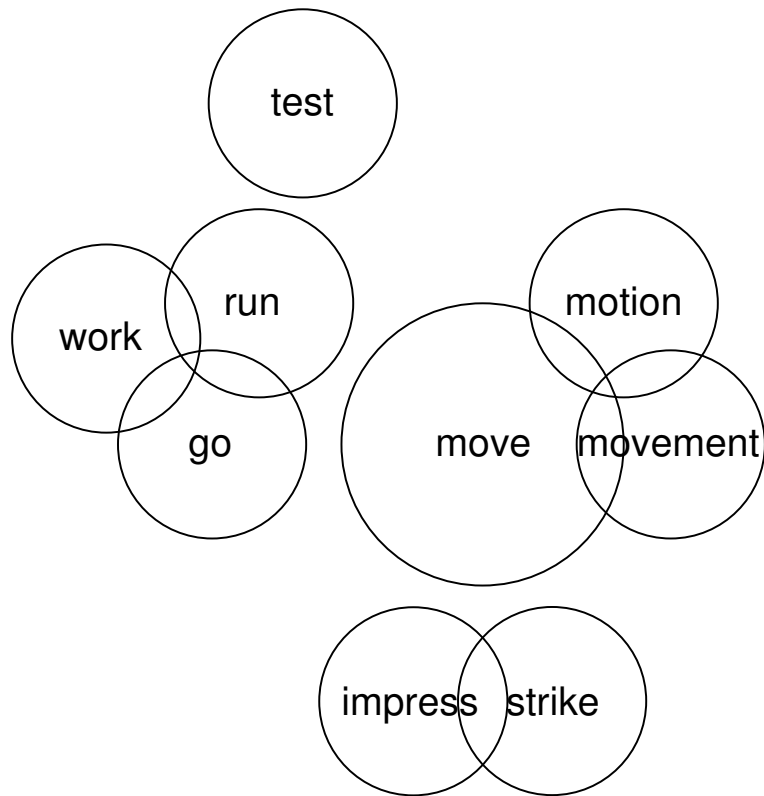 test
run
motion
work
go
move
movement
impress
strike